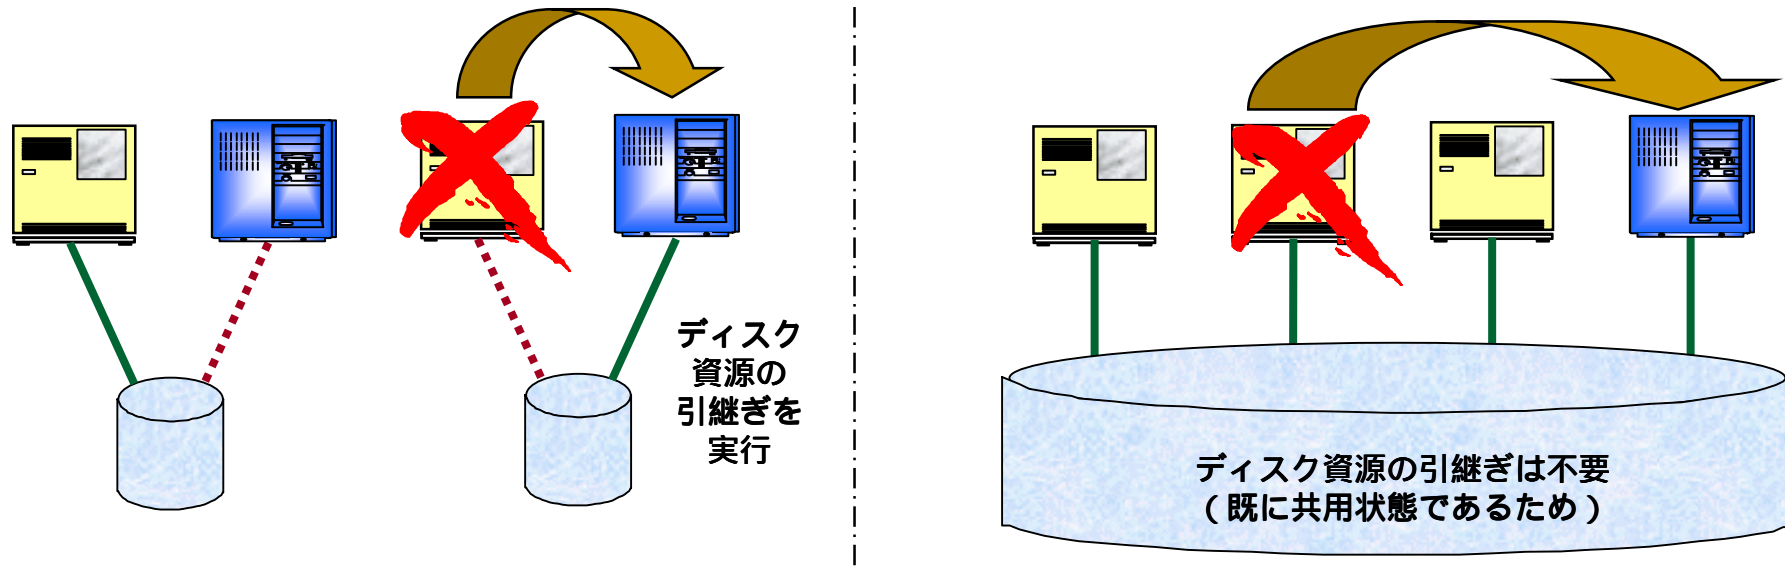 ディスク
資源の
引継ぎを
実行
ディスク資源の引継ぎは不要
（既に共用状態であるため）